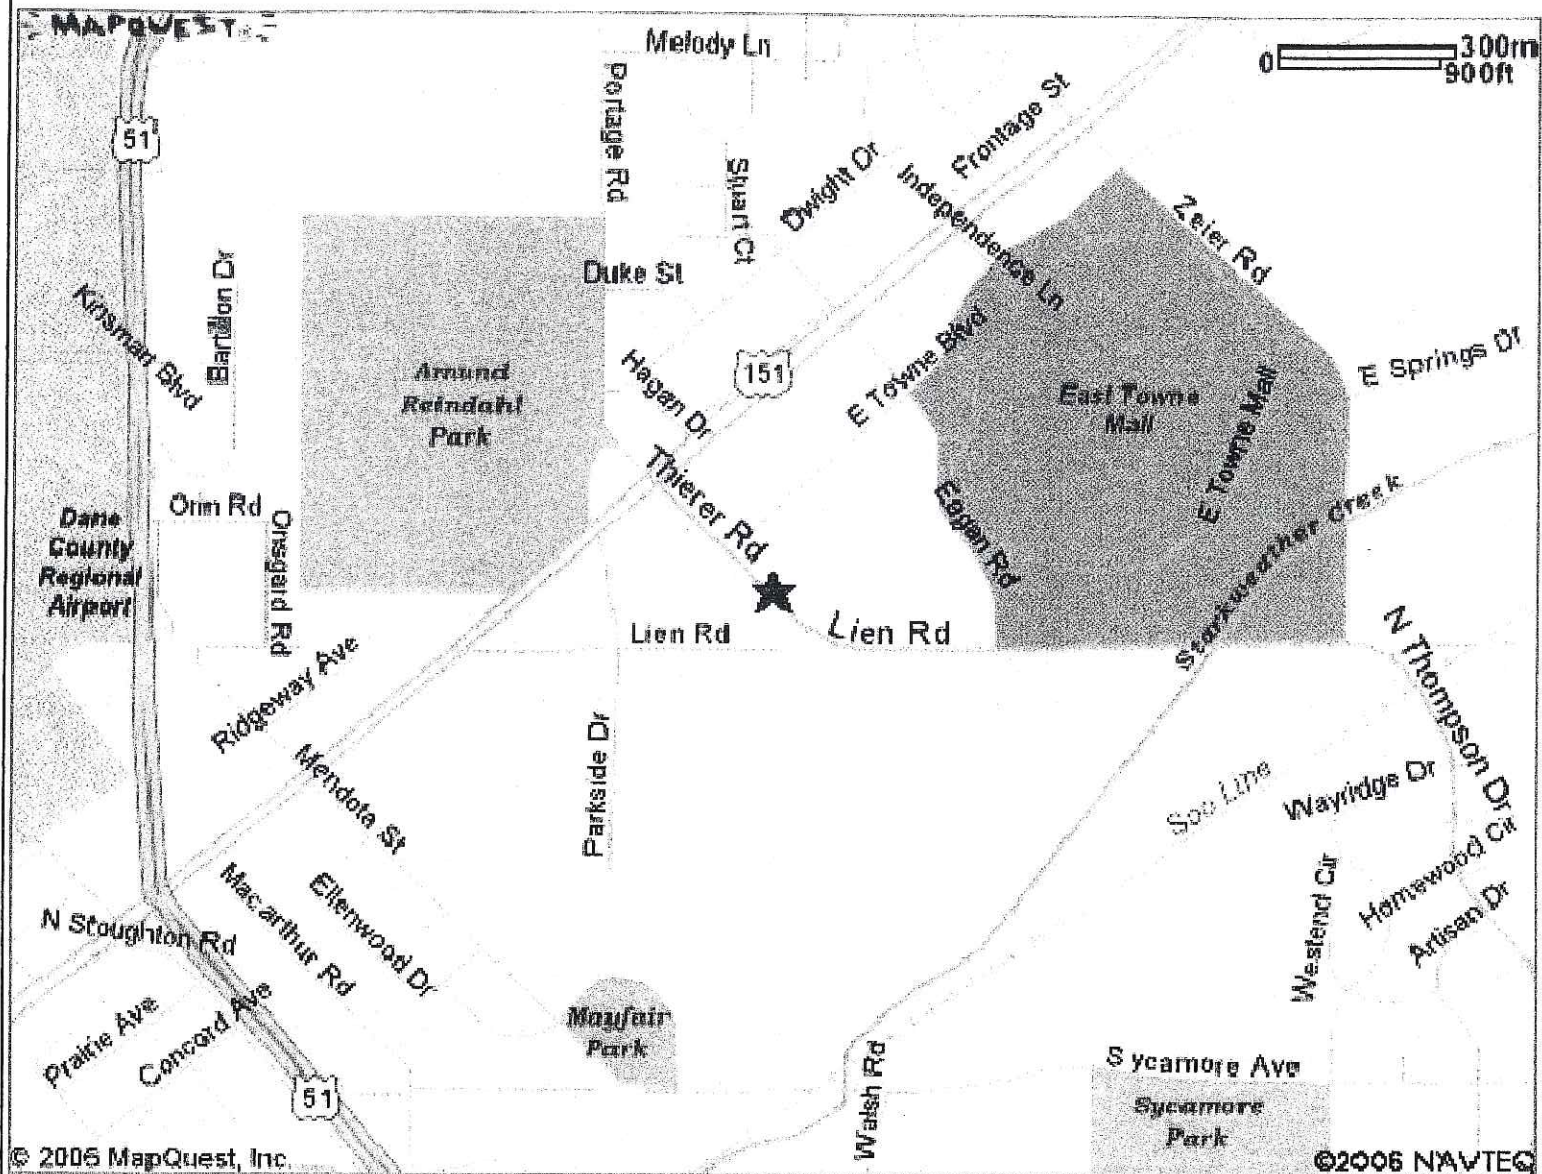 MAPQUEST
Melody Ln
0 300m
900ft
51
Portage Rd
Stuart Ct
Dwight Dr
Frontage St
Independence Ln
Zeier Rd
Duke St
Bartillon Dr
Kinsman Blvd
Amund
Reindahl
Park
Hagan Dr
151
E Towne Blvd
East Towne
Mall
E Towne Mall
E Springs Dr
Thierer Rd
Eagan Rd
Starkweather Creek
Orin Rd
Onsgard Rd
Dane
County
Regional
Airport
Lien Rd
Lien Rd
N Thompson Dr
Ridgeway Ave
Mendota St
Parkside Dr
Soo Line
Wayridge Dr
Homewood Cir
Artisan Dr
Westend Cir
N Stoughton Rd
Macarthur Rd
Ellenwood Dr
Prairie Ave
Concord Ave
Mayfair
Park
51
Walsh Rd
Sycamore Ave
Sycamore
Park
© 2006 MapQuest, Inc.
©2006 NAVTEQ